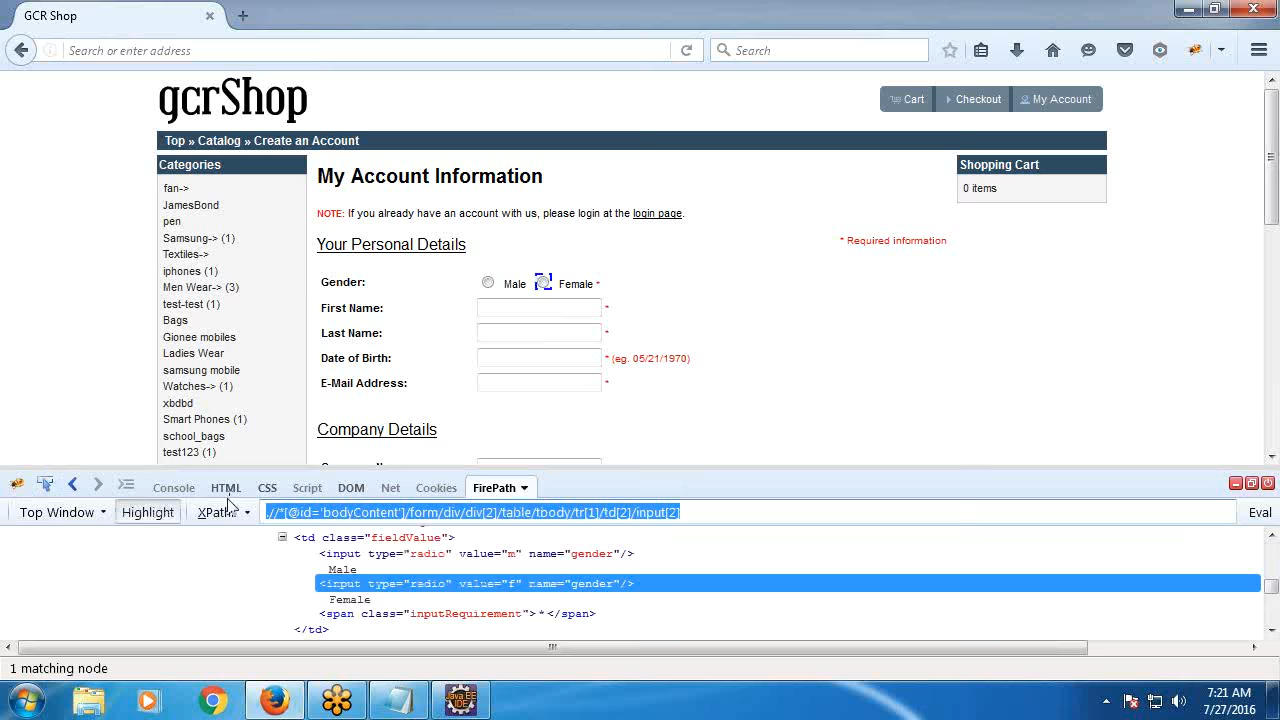 GCR Shop
Search or enter address
Search
gcrShop
Cart Checkout My Account
Top » Catalog » Create an Account
Categories
fan->
JamesBond
pen
Samsung-> (1)
Textiles->
iphones (1)
Men Wear-> (3)
test-test (1)
Bags
Gionee mobiles
Ladies Wear
samsung mobile
Watches-> (1)
xbdbd
Smart Phones (1)
school_bags
test123 (1)
My Account Information
NOTE: If you already have an account with us, please login at the login page.
Your Personal Details
* Required information
Gender: Male Female *
First Name: *
Last Name: *
Date of Birth: * (eg. 05/21/1970)
E-Mail Address: *
Company Details
Shopping Cart
0 items
Console HTML CSS Script DOM Net Cookies FirePath
Top Window Highlight XPath: .//*[@id='bodyContent']/form/div/div[2]/table/tbody/tr[1]/td[2]/input[2] Eval
<td class="fieldValue">
<input type="radio" value="m" name="gender"/>
Male
<input type="radio" value="f" name="gender"/>
Female
<span class="inputRequirement">*</span>
</td>
1 matching node
Java EE
IDE
7:21 AM
7/27/2016